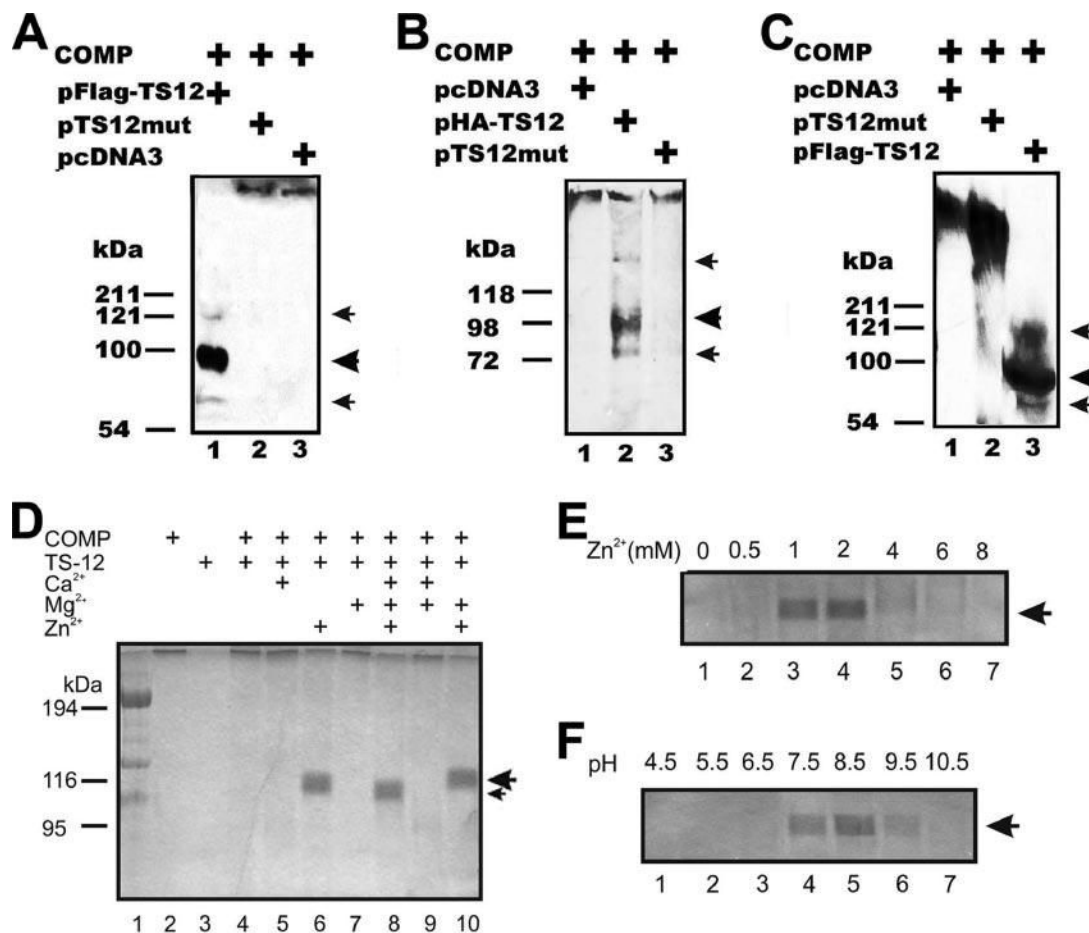 A
COMP + + +
pFlag-TS12 +
pTS12mut +
pcDNA3 +
kDa
211
121
100
54
1 2 3
B
COMP + + +
pcDNA3 +
pHA-TS12 +
pTS12mut +
kDa
118
98
72
1 2 3
C
COMP + + +
pcDNA3 +
pTS12mut +
pFlag-TS12 +
kDa
211
121
100
54
1 2 3
D
COMP + + + + + + + +
TS-12 + + + + + + + +
Ca²⁺ + + +
Mg²⁺ + + + +
Zn²⁺ + + +
kDa
194
116
95
1 2 3 4 5 6 7 8 9 10
E
Zn²⁺(mM) 0 0.5 1 2 4 6 8
1 2 3 4 5 6 7
F
pH 4.5 5.5 6.5 7.5 8.5 9.5 10.5
1 2 3 4 5 6 7